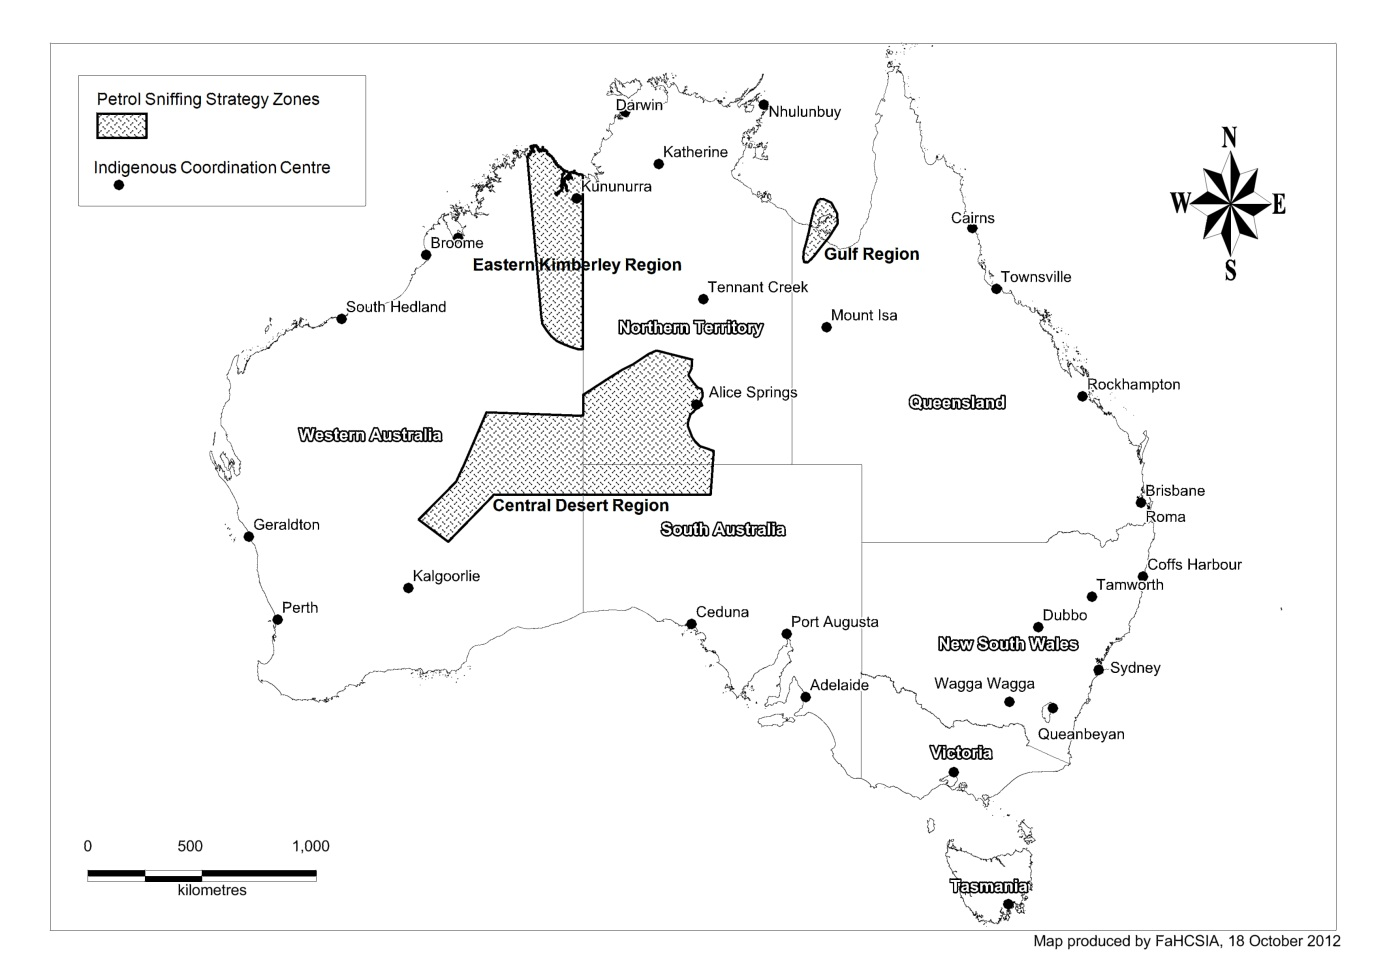 Petrol Sniffing Strategy Zones
Indigenous Coordination Centre
Darwin
Nhulunbuy
N
Katherine
Kununurra
W
E
Cairns
Broome
Gulf Region
Eastern Kimberley Region
S
Townsville
Tennant Creek
South Hedland
Mount Isa
Northern Territory
Rockhampton
Alice Springs
Queensland
Western Australia
Brisbane
Central Desert Region
Roma
Geraldton
South Australia
Coffs Harbour
Kalgoorlie
Tamworth
Perth
Ceduna
Dubbo
Port Augusta
New South Wales
Sydney
Adelaide
Wagga Wagga
Queanbeyan
Victoria
0 500 1,000
kilometres
Tasmania
Map produced by FaHCSIA, 18 October 2012